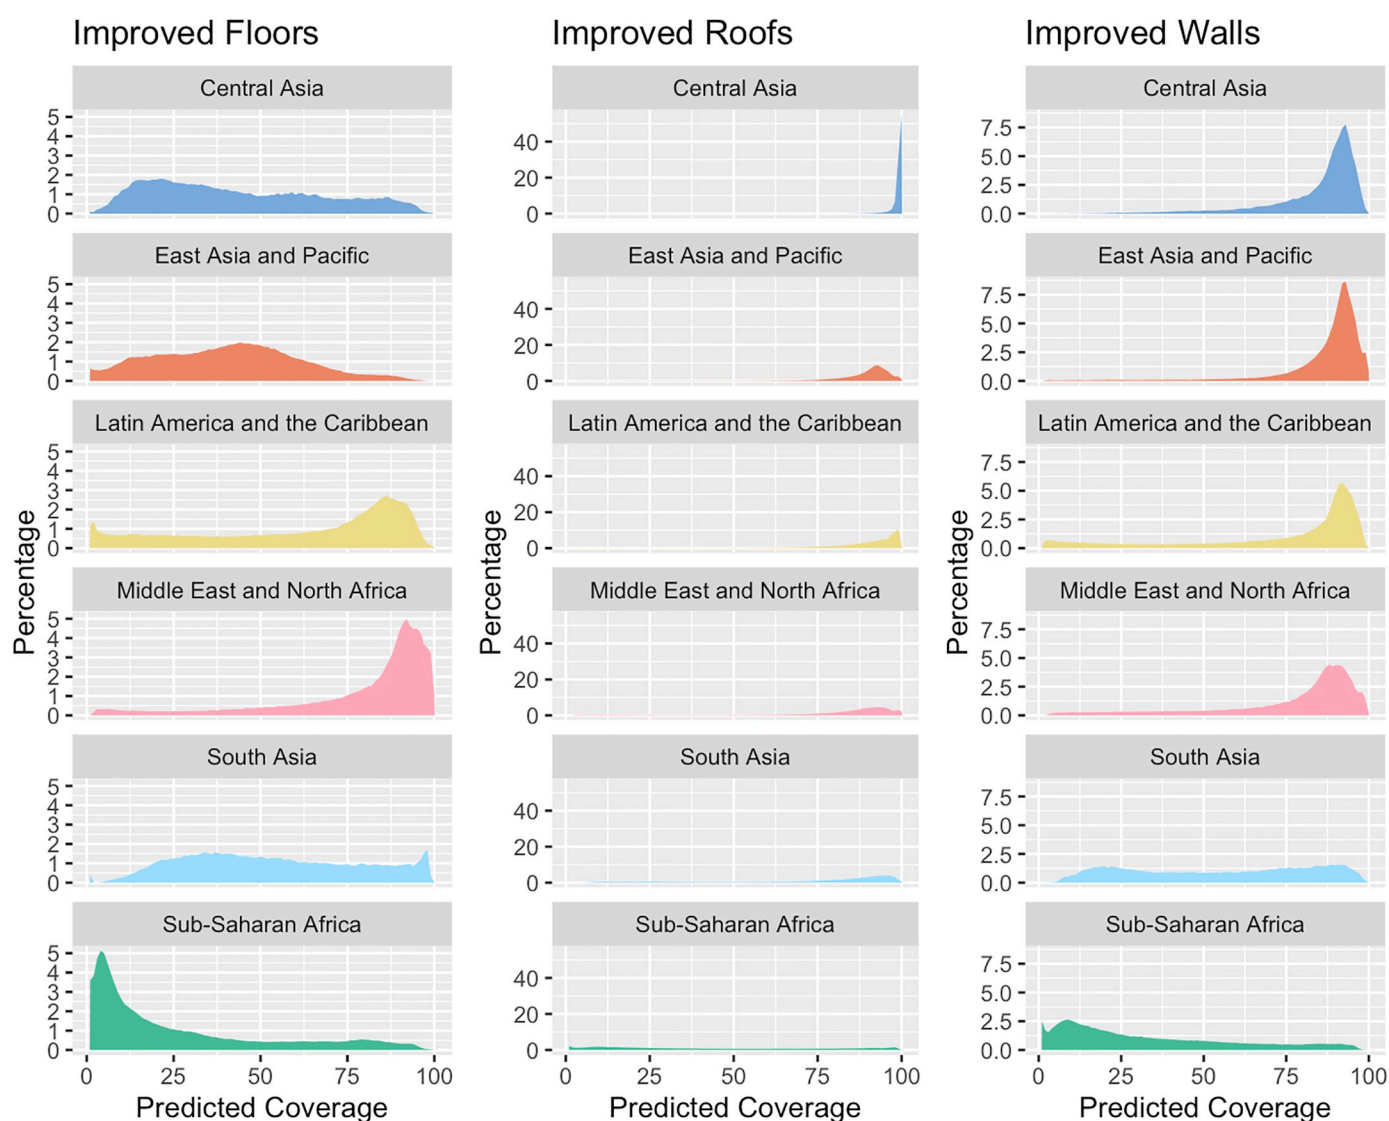 Improved Floors
Central Asia
5
4
3
2
1
0
East Asia and Pacific
5
4
3
2
1
0
Latin America and the Caribbean
5
4
3
2
1
0
Middle East and North Africa
5
4
3
2
1
0
South Asia
5
4
3
2
1
0
Sub-Saharan Africa
5
4
3
2
1
0
Percentage
0 25 50 75 100
Predicted Coverage
Improved Roofs
Central Asia
40
20
0
East Asia and Pacific
40
20
0
Latin America and the Caribbean
40
20
0
Middle East and North Africa
40
20
0
South Asia
40
20
0
Sub-Saharan Africa
40
20
0
Percentage
0 25 50 75 100
Predicted Coverage
Improved Walls
Central Asia
7.5
5.0
2.5
0.0
East Asia and Pacific
7.5
5.0
2.5
0.0
Latin America and the Caribbean
7.5
5.0
2.5
0.0
Middle East and North Africa
7.5
5.0
2.5
0.0
South Asia
7.5
5.0
2.5
0.0
Sub-Saharan Africa
7.5
5.0
2.5
0.0
Percentage
0 25 50 75 100
Predicted Coverage